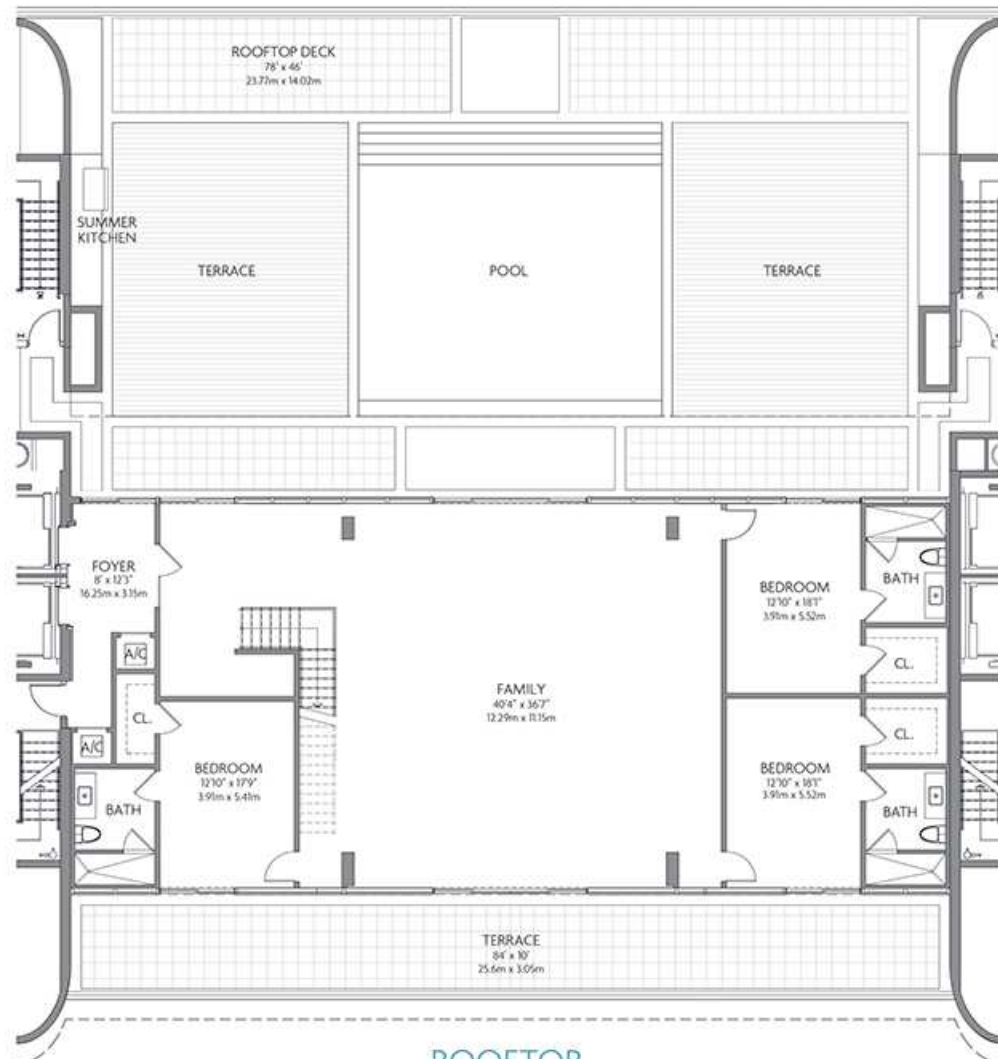 ROOFTOP DECK
78' x 46'
23.77m x 14.02m
SUMMER
KITCHEN
TERRACE
POOL
TERRACE
FOYER
8' x 12'3"
16.25m x 3.15m
A/C
CL.
A/C
BATH
BEDROOM
12'10" x 17'9"
3.91m x 5.41m
FAMILY
40'4" x 36'7"
12.29m x 11.15m
BEDROOM
12'10" x 18'1"
3.91m x 5.52m
BATH
CL.
CL.
BEDROOM
12'10" x 18'1"
3.91m x 5.52m
BATH
TERRACE
84' x 10'
25.6m x 3.05m
ROOFTOP